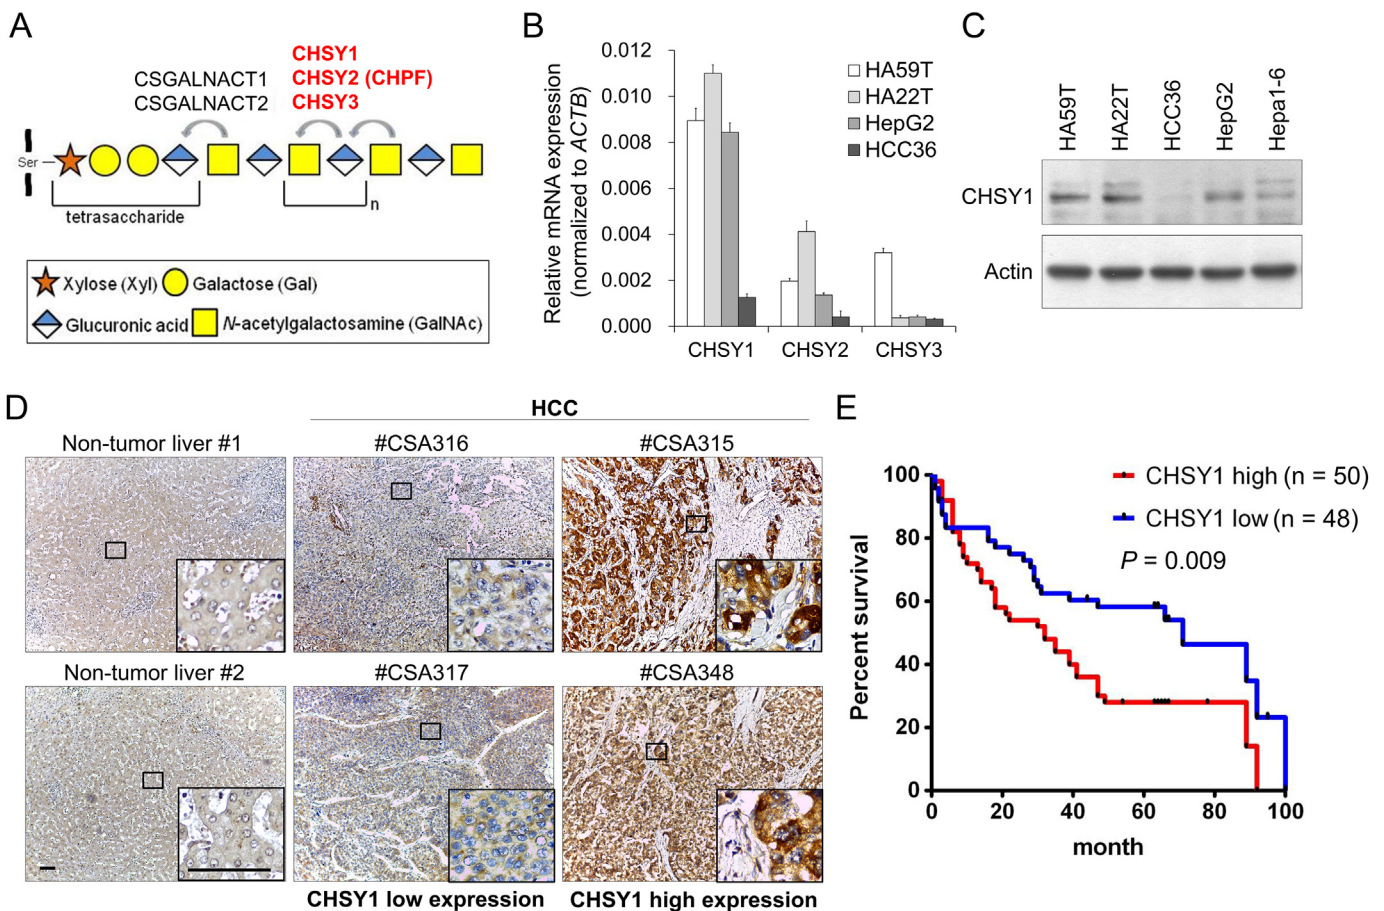 A
CHSY1
CSGALNACT1 CHSY2 (CHPF)
CSGALNACT2 CHSY3
Ser
n
tetrasaccharide
Xylose (Xyl) Galactose (Gal)
Glucuronic acid N-acetylgalactosamine (GalNAc)
B
Relative mRNA expression
(normalized to ACTB)
0.012
0.010
0.008
0.006
0.004
0.002
0.000
HA59T
HA22T
HepG2
HCC36
CHSY1 CHSY2 CHSY3
C
HA59T
HA22T
HCC36
HepG2
Hepa1-6
CHSY1
Actin
D
HCC
Non-tumor liver #1 #CSA316 #CSA315
Non-tumor liver #2 #CSA317 #CSA348
CHSY1 low expression CHSY1 high expression
E
CHSY1 high (n = 50)
CHSY1 low (n = 48)
P = 0.009
Percent survival
100
80
60
40
20
0
0 20 40 60 80 100
month